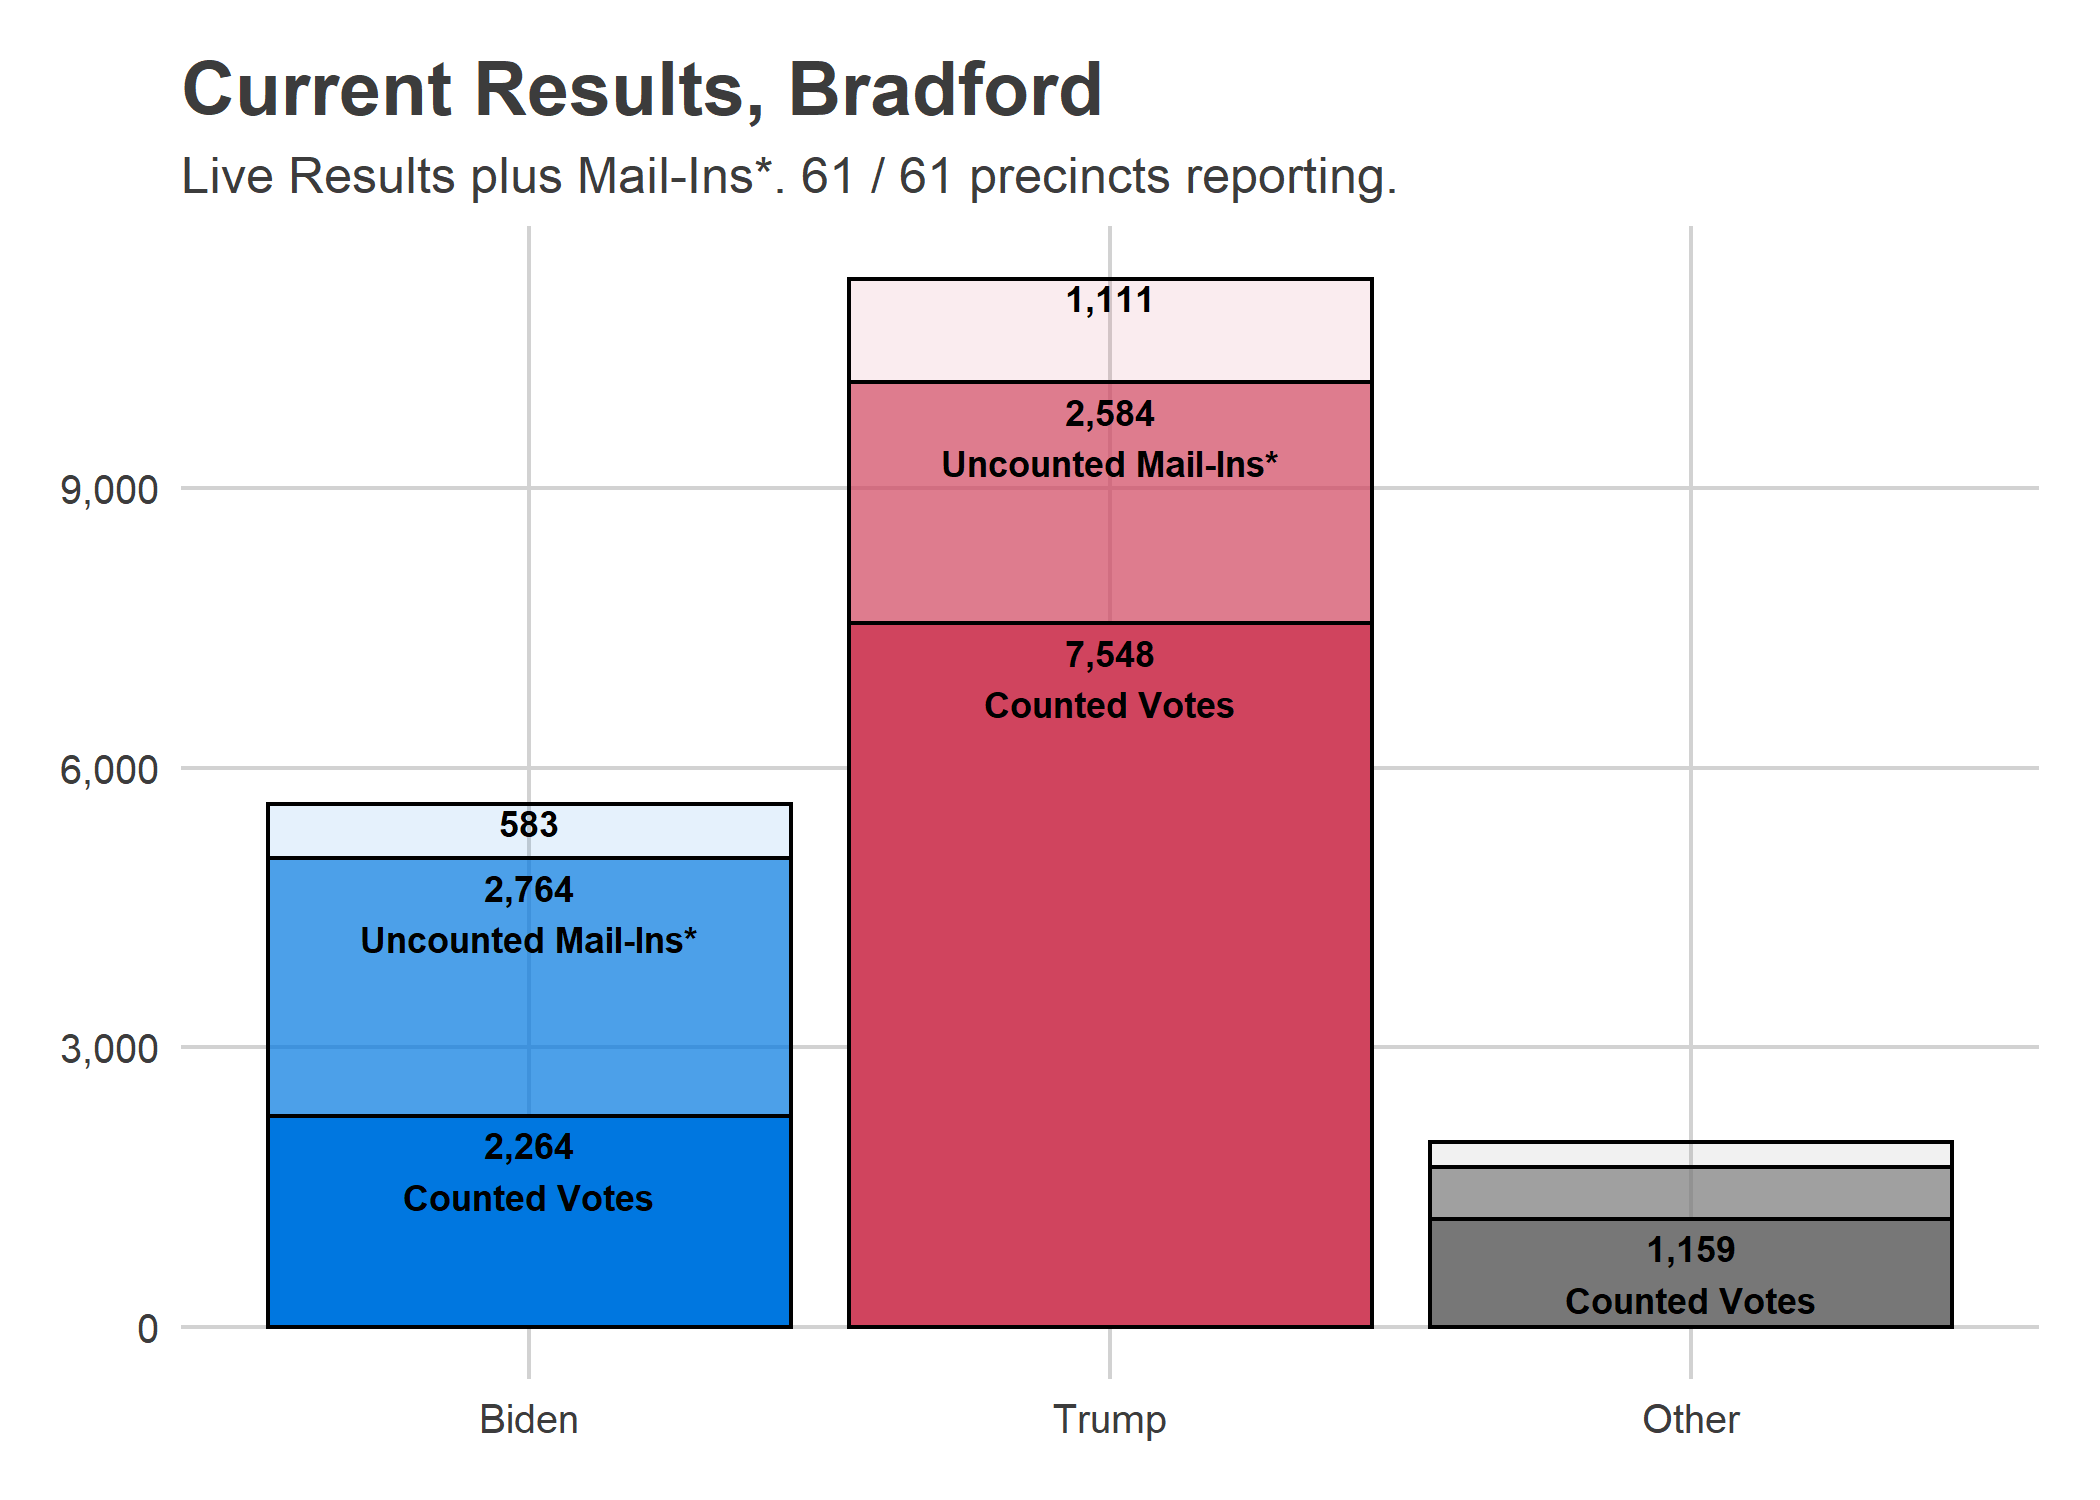 Current Results, Bradford
Live Results plus Mail-Ins*. 61 / 61 precincts reporting.
1,111
2,584
Uncounted Mail-Ins*
9,000
7,548
Counted Votes
6,000
583
2,764
Uncounted Mail-Ins*
3,000
2,264
Counted Votes
1,159
Counted Votes
0
Biden
Trump
Other